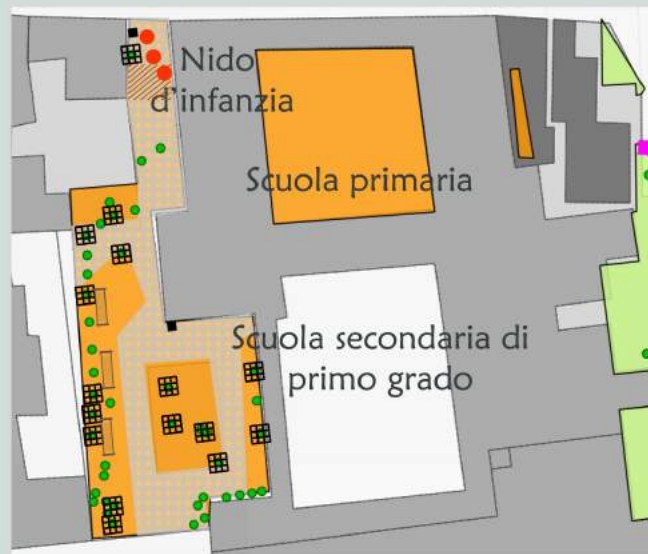 Nido
d'infanzia
Scuola primaria
Scuola secondaria di
primo grado